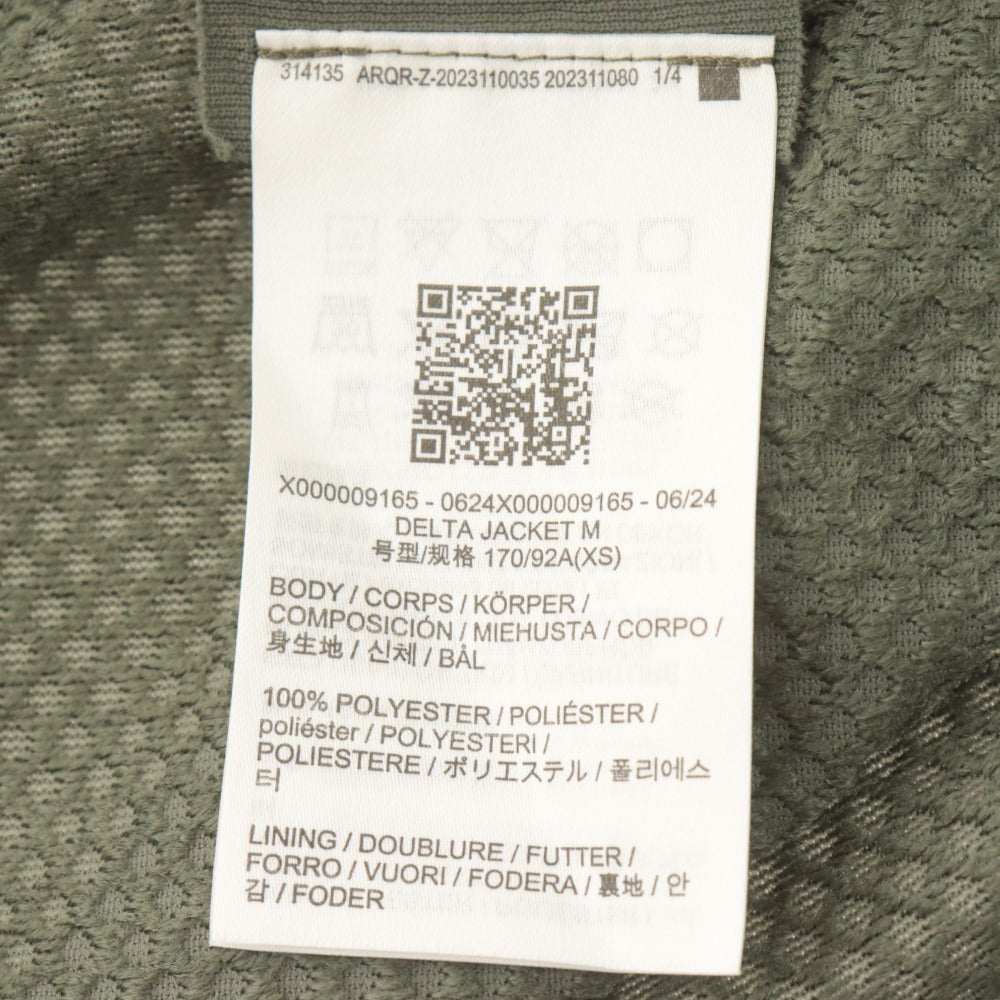 314135 ARQR-Z-2023110035 202311080 1/4
X000009165 - 0624X000009165 - 06/24
DELTA JACKET M
号型/规格 170/92A(XS)
BODY / CORPS / KÖRPER /
COMPOSICIÓN / MIEHUSTA / CORPO /
身生地 / 신체 / BÅL
100% POLYESTER / POLIÉSTER /
poliéster / POLYESTERI /
POLIESTERE / ポリエステル / 폴리에스
터
LINING / DOUBLURE / FUTTER /
FORRO / VUORI / FODERA / 裏地 / 안
감 / FODER